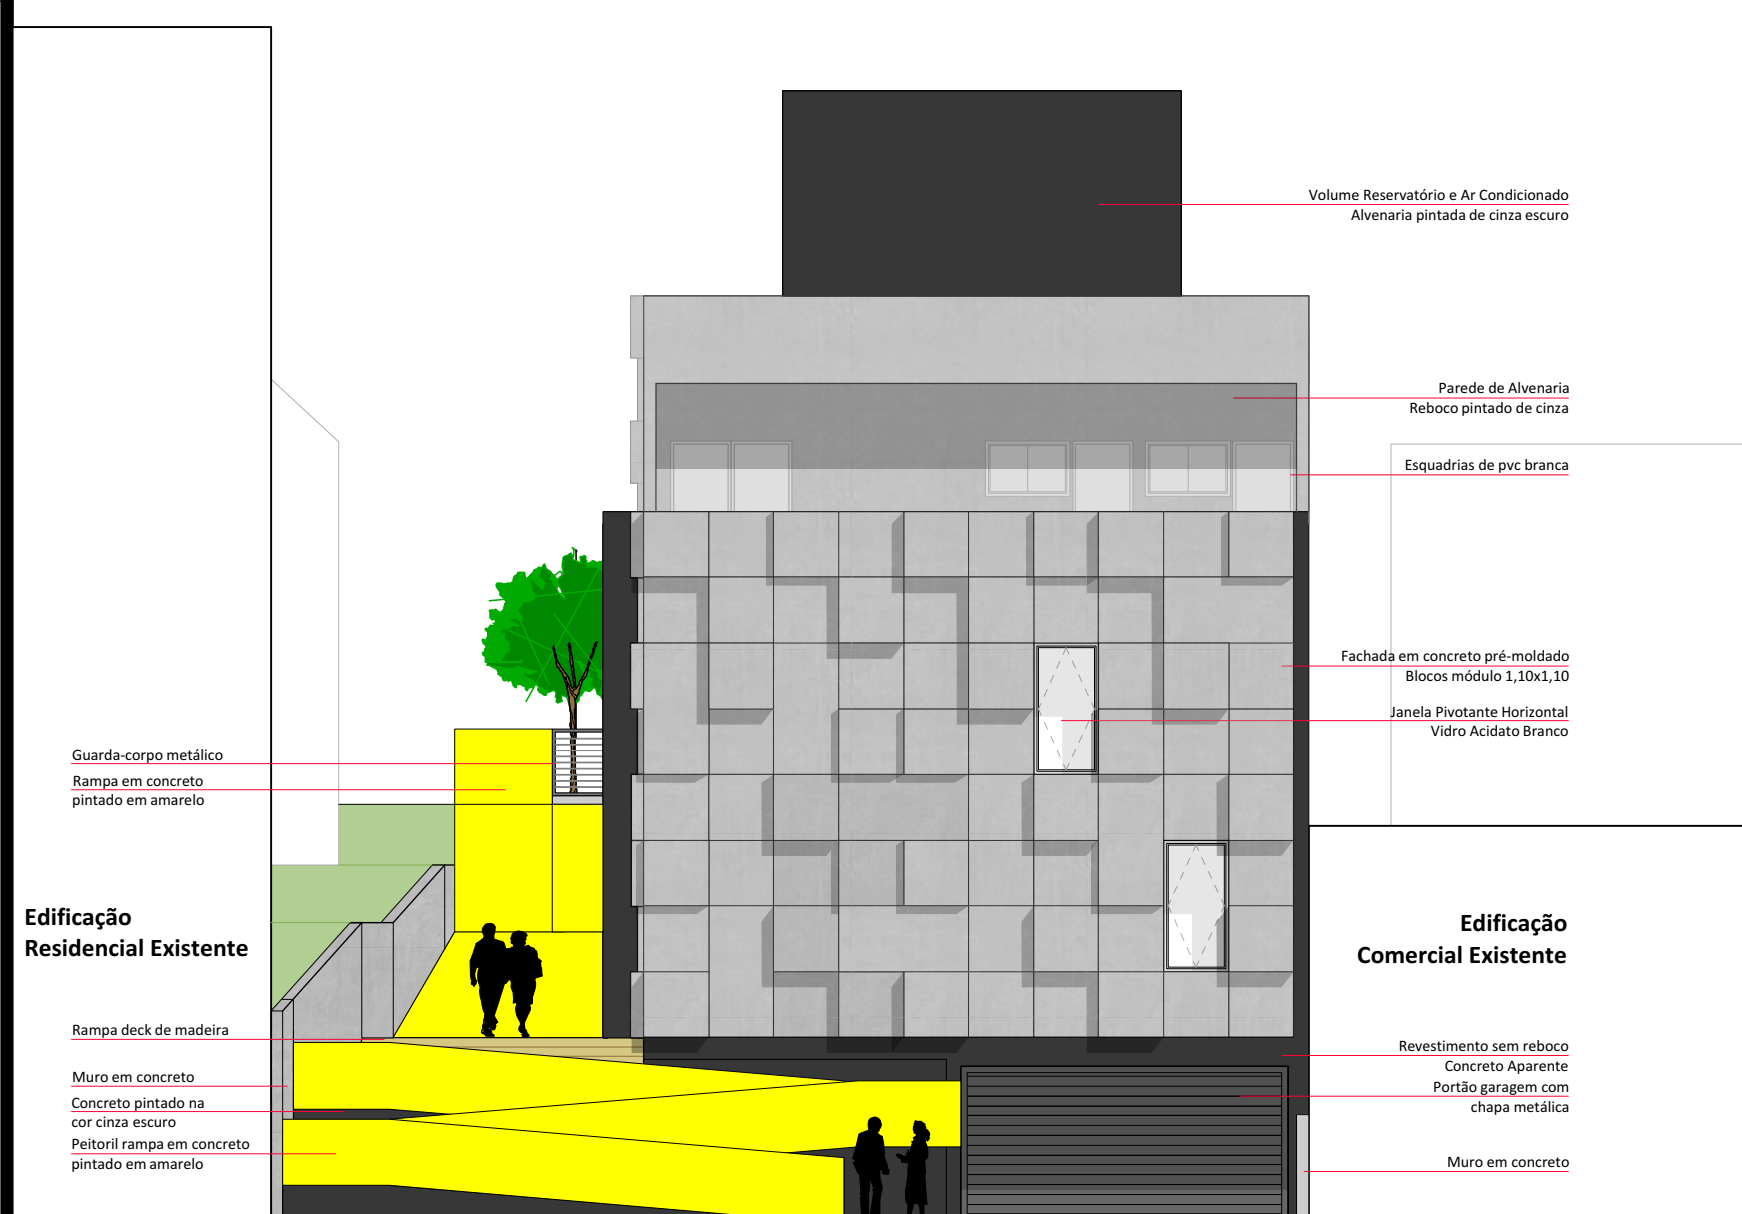 Volume Reservatório e Ar Condicionado
Alvenaria pintada de cinza escuro
Parede de Alvenaria
Reboco pintado de cinza
Esquadrias de pvc branca
Fachada em concreto pré-moldado
Blocos módulo 1,10x1,10
Janela Pivotante Horizontal
Vidro Acidato Branco
Guarda-corpo metálico
Rampa em concreto
pintado em amarelo
Edificação
Residencial Existente
Edificação
Comercial Existente
Rampa deck de madeira
Muro em concreto
Concreto pintado na
cor cinza escuro
Peitoril rampa em concreto
pintado em amarelo
Revestimento sem reboco
Concreto Aparente
Portão garagem com
chapa metálica
Muro em concreto